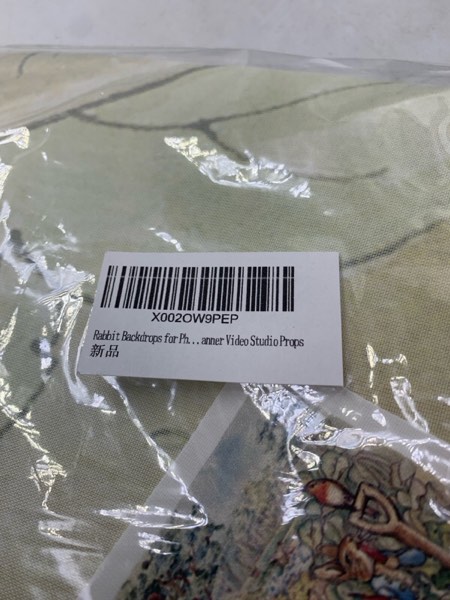 X002OW9PEP
Rabbit Backdrops for Ph...anner Video Studio Props
新品